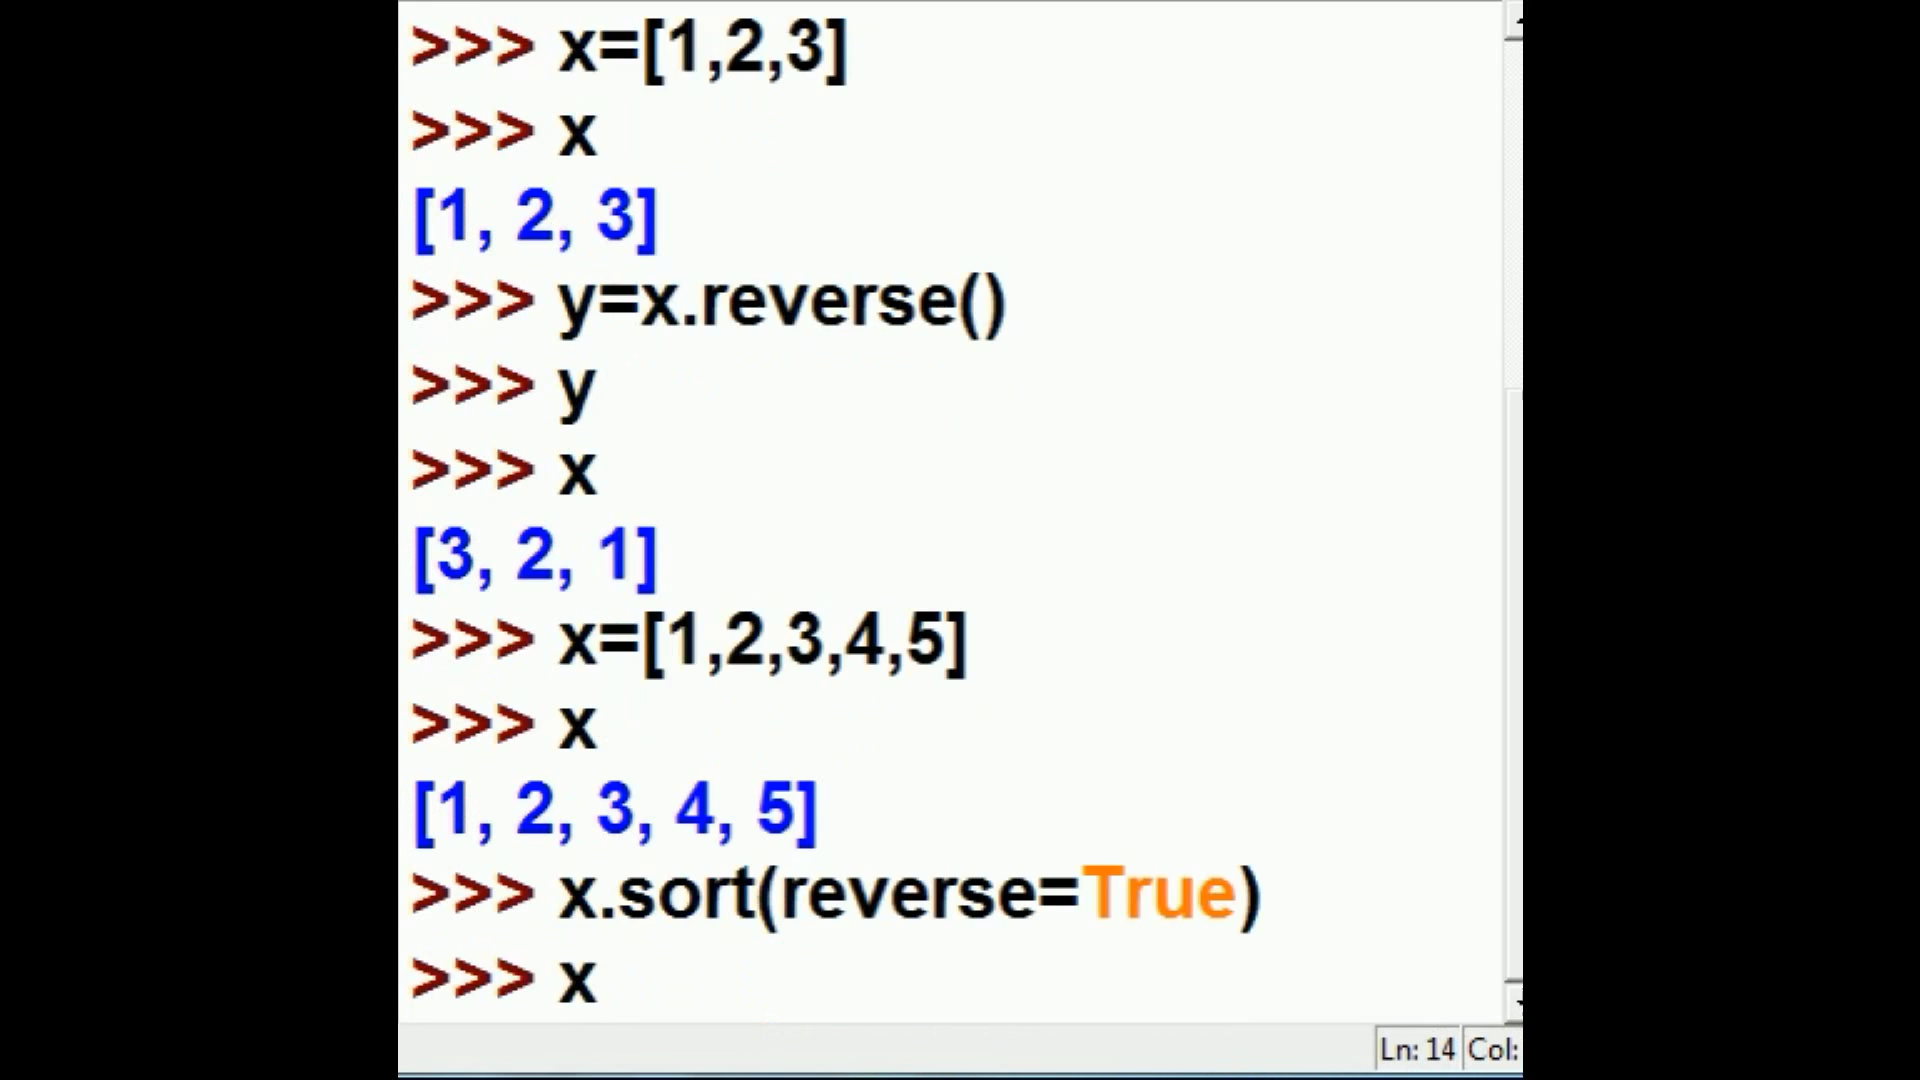 >>> x=[1,2,3]
>>> x
[1, 2, 3]
>>> y=x.reverse()
>>> y
>>> x
[3, 2, 1]
>>> x=[1,2,3,4,5]
>>> x
[1, 2, 3, 4, 5]
>>> x.sort(reverse=True)
>>> x
Ln: 14 Col: